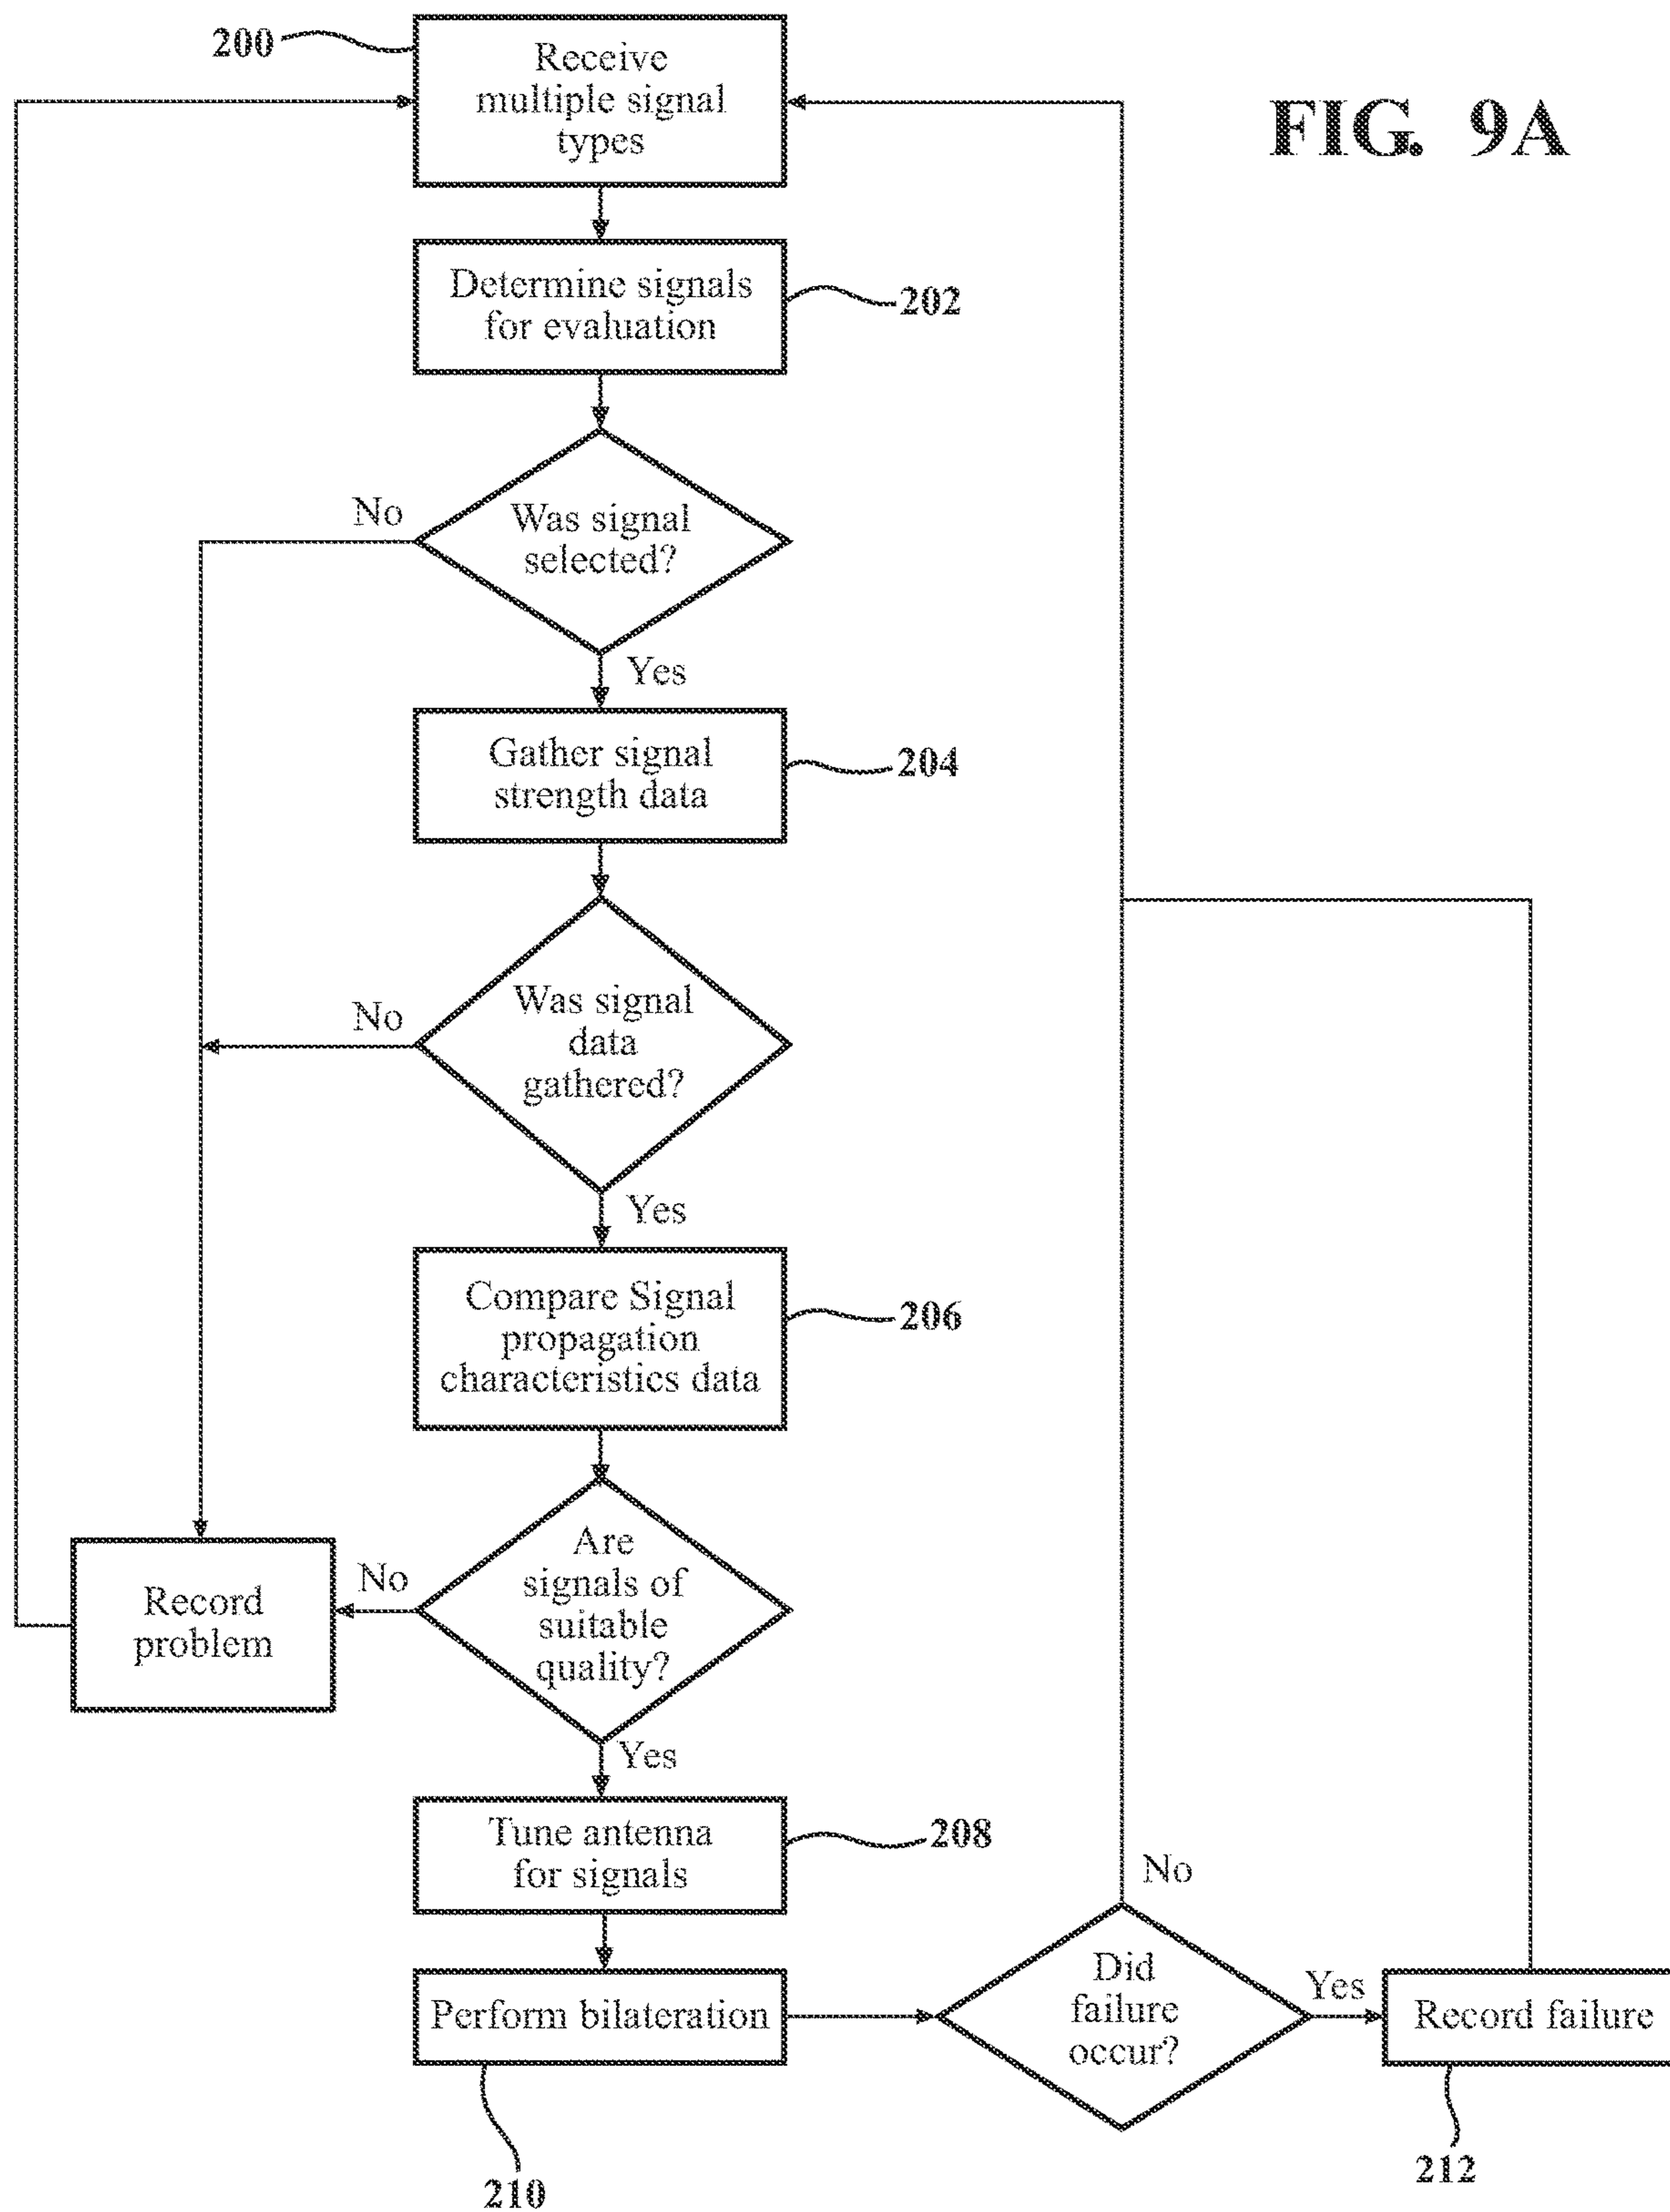 FIG. 9A
200
Receive
multiple signal
types
Determine signals
for evaluation
202
No
Was signal
selected?
Yes
Gather signal
strength data
204
No
Was signal
data
gathered?
Yes
Compare Signal
propagation
characteristics data
206
Record
problem
No
Are
signals of
suitable
quality?
Yes
Tune antenna
for signals
208
Perform bilateration
210
No
Did
failure
occur?
Yes
Record failure
212